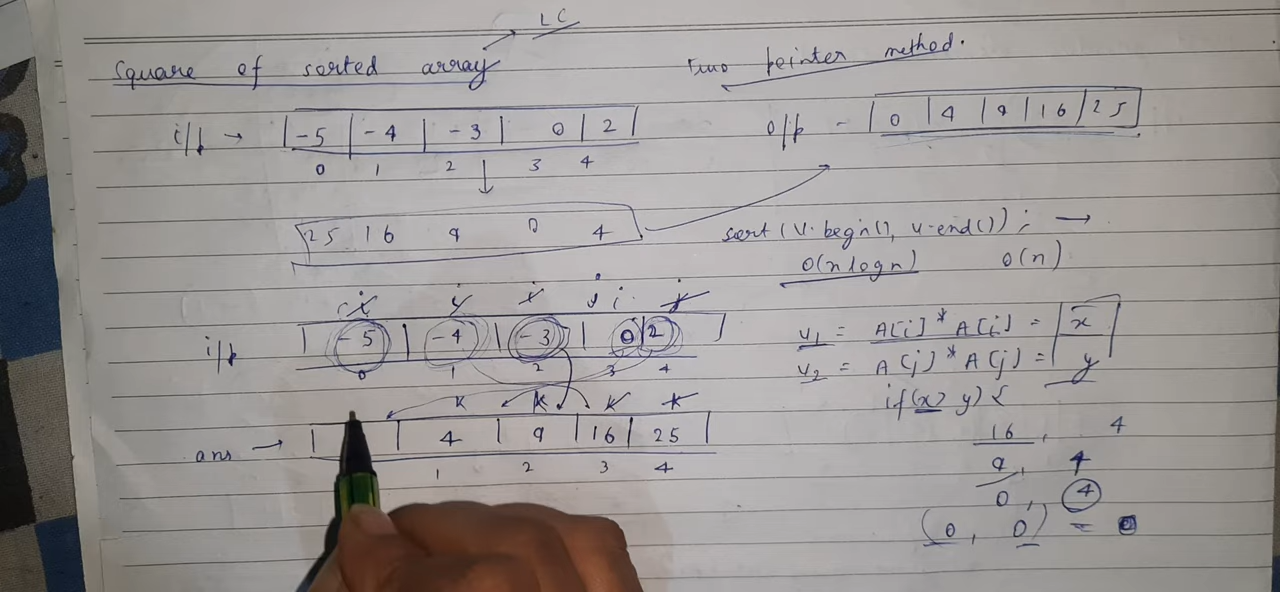 LC
Square of sorted array
Two pointer method.
i/p → -5 -4 -3 0 2
0 1 2 3 4
o/p - 0 4 9 16 25
25 16 9 0 4
sort (v.begin(), v.end()); →
O(nlogn) O(n)
i j
i/p -5 -4 -3 0 2
0 1 2 3 4
k k k k
ans → 4 9 16 25
1 2 3 4
v1 = A[i] * A[i] = x
v2 = A[j] * A[j] = y
if(x> y) {
16, 4
9, 4
0, 4
(0, 0) = 0